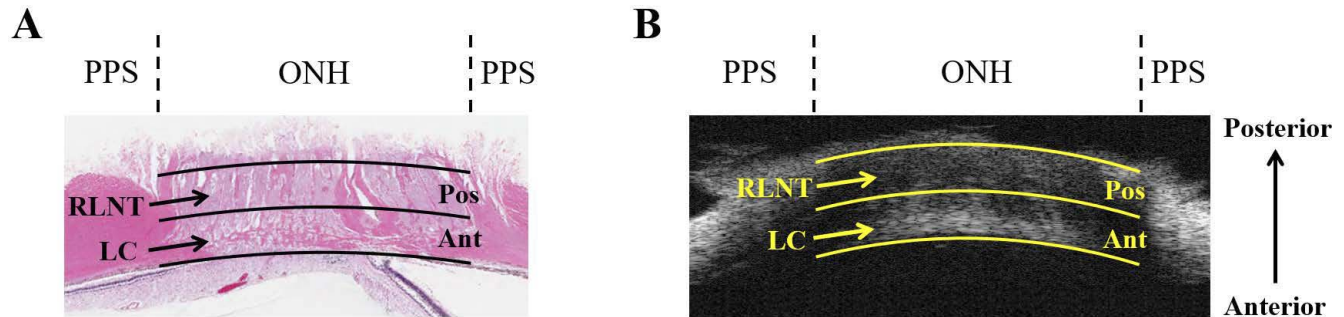 A
PPS
ONH
PPS
RLNT
Pos
LC
Ant
B
PPS
ONH
PPS
RLNT
Pos
LC
Ant
Posterior
Anterior